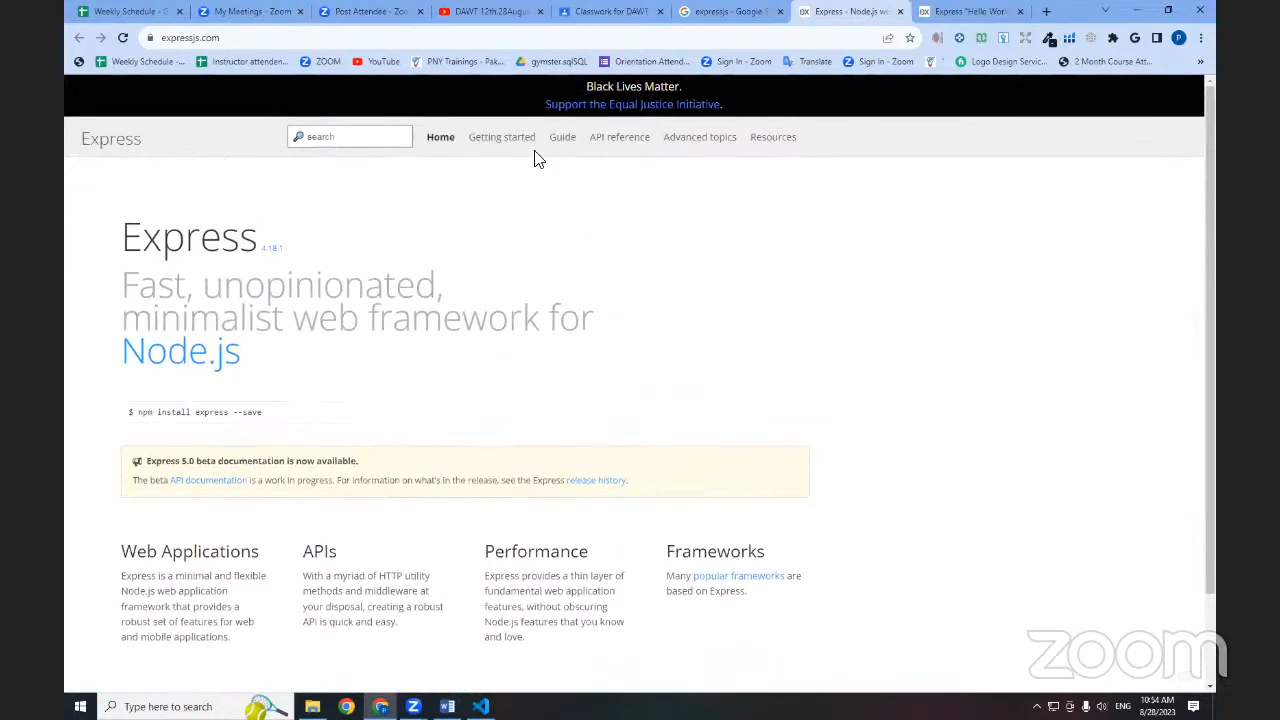 Weekly Schedule - G
My Meetings - Zoom
Post Attendee - Zoo
DAWT 12th.28Augu
Classwork for DAWT
expressjs - Google S
Express - Node.js we
Express "Hello Worl
expressjs.com
Weekly Schedule -...
Instructor attenden...
ZOOM
YouTube
PNY Trainings - Pak...
gymster.sqlSQL
Orientation Attend...
Sign In - Zoom
Translate
Sign In - Zoom
Logo Design Servic...
2 Month Course Att...
Black Lives Matter.
Support the Equal Justice Initiative.
Express
search
Home
Getting started
Guide
API reference
Advanced topics
Resources
Express 4.18.1
Fast, unopinionated,
minimalist web framework for
Node.js
$ npm install express --save
Express 5.0 beta documentation is now available.
The beta API documentation is a work in progress. For information on what's in the release, see the Express release history.
Web Applications
Express is a minimal and flexible
Node.js web application
framework that provides a
robust set of features for web
and mobile applications.
APIs
With a myriad of HTTP utility
methods and middleware at
your disposal, creating a robust
API is quick and easy.
Performance
Express provides a thin layer of
fundamental web application
features, without obscuring
Node.js features that you know
and love.
Frameworks
Many popular frameworks are
based on Express.
zoom
Type here to search
ENG
10:54 AM
8/28/2023